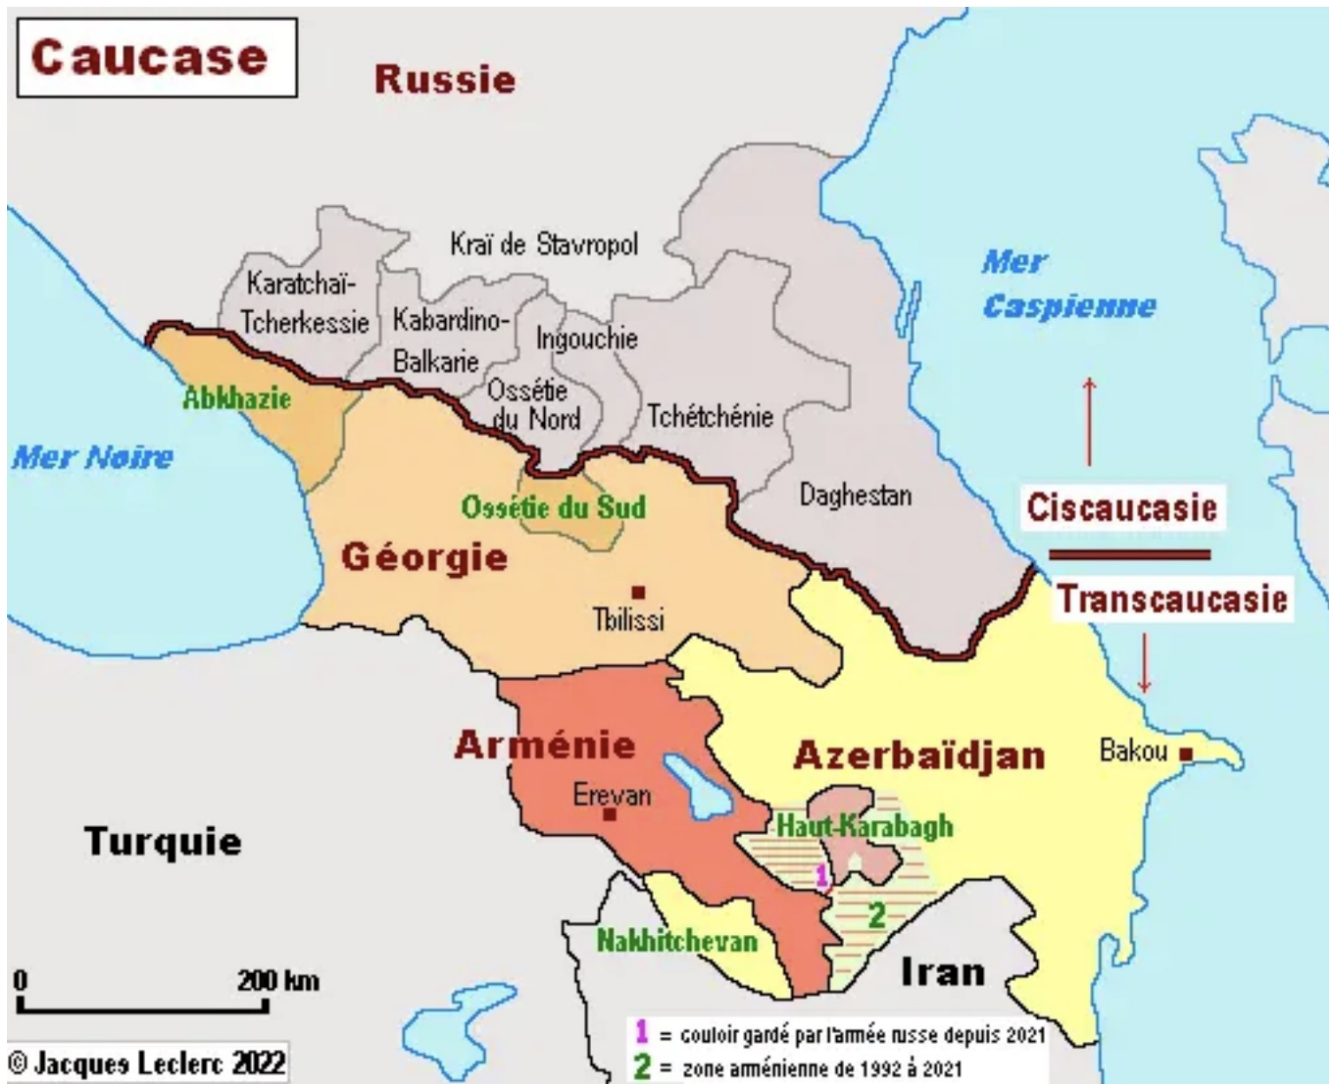 Caucase
Russie
Kraï de Stavropol
Karatchaï-
Tcherkessie
Kabardino-
Balkarie
Ingouchie
Ossétie
du Nord
Tchétchénie
Daghestan
Mer
Caspienne
Abkhazie
Mer Noire
Ossétie du Sud
Géorgie
Tbilissi
Ciscaucasie
Transcaucasie
Arménie
Erevan
Azerbaïdjan
Bakou
Haut-Karabagh
1
2
Turquie
Nakhitchevan
Iran
0 200 km
1 = couloir gardé par l'armée russe depuis 2021
2 = zone arménienne de 1992 à 2021
© Jacques Leclerc 2022